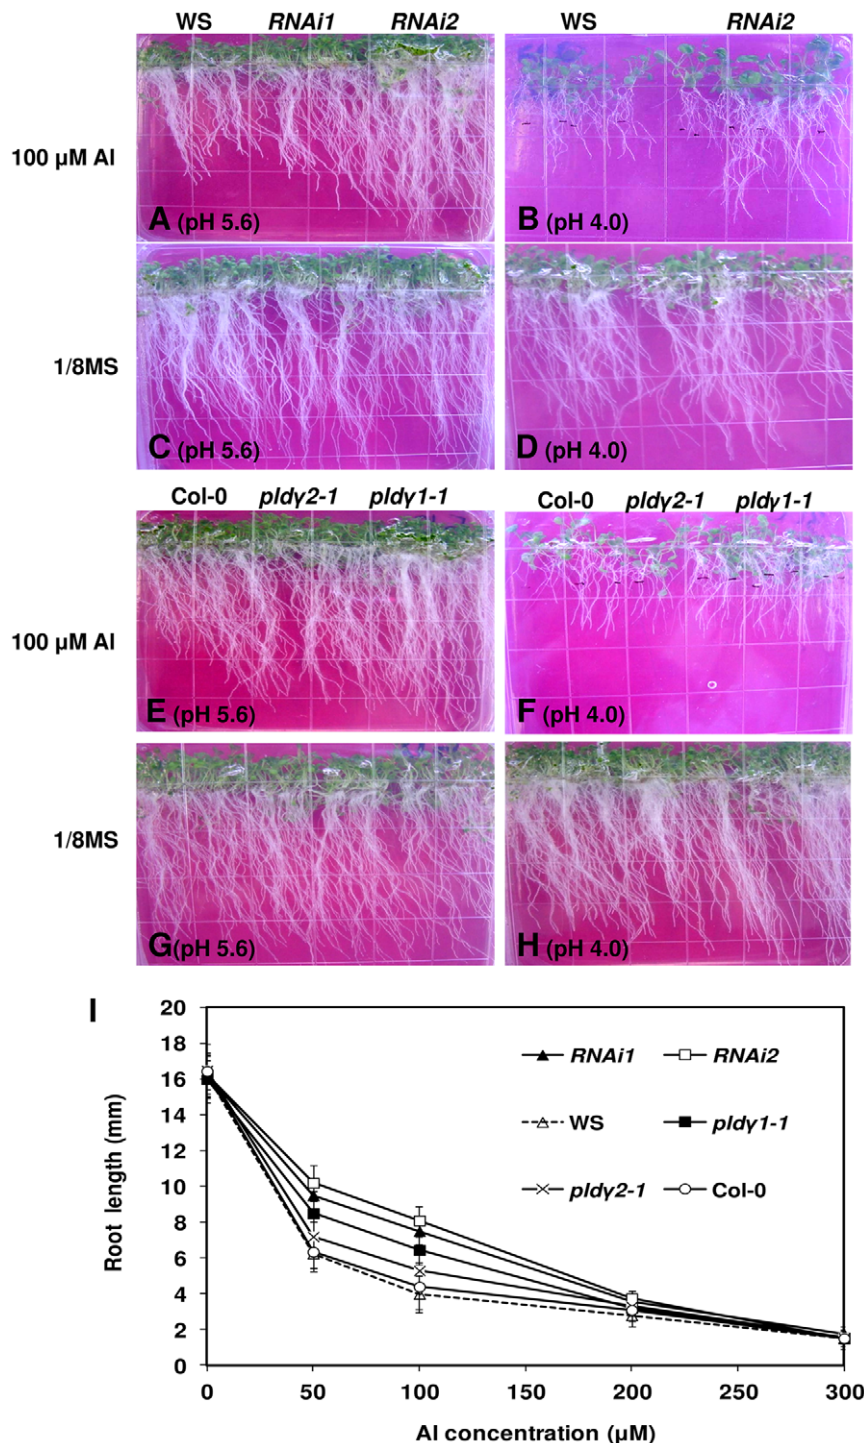 WS RNAi1 RNAi2 WS RNAi2
100 µM Al
A (pH 5.6) B (pH 4.0)
1/8MS
C (pH 5.6) D (pH 4.0)
Col-0 pldγ2-1 pldγ1-1 Col-0 pldγ2-1 pldγ1-1
100 µM Al
E (pH 5.6) F (pH 4.0)
1/8MS
G(pH 5.6) H (pH 4.0)
I
20
18
16
14
12
10
8
6
4
2
0
Root length (mm)
RNAi1 RNAi2
WS pldγ1-1
pldγ2-1 Col-0
0 50 100 150 200 250 300
Al concentration (µM)